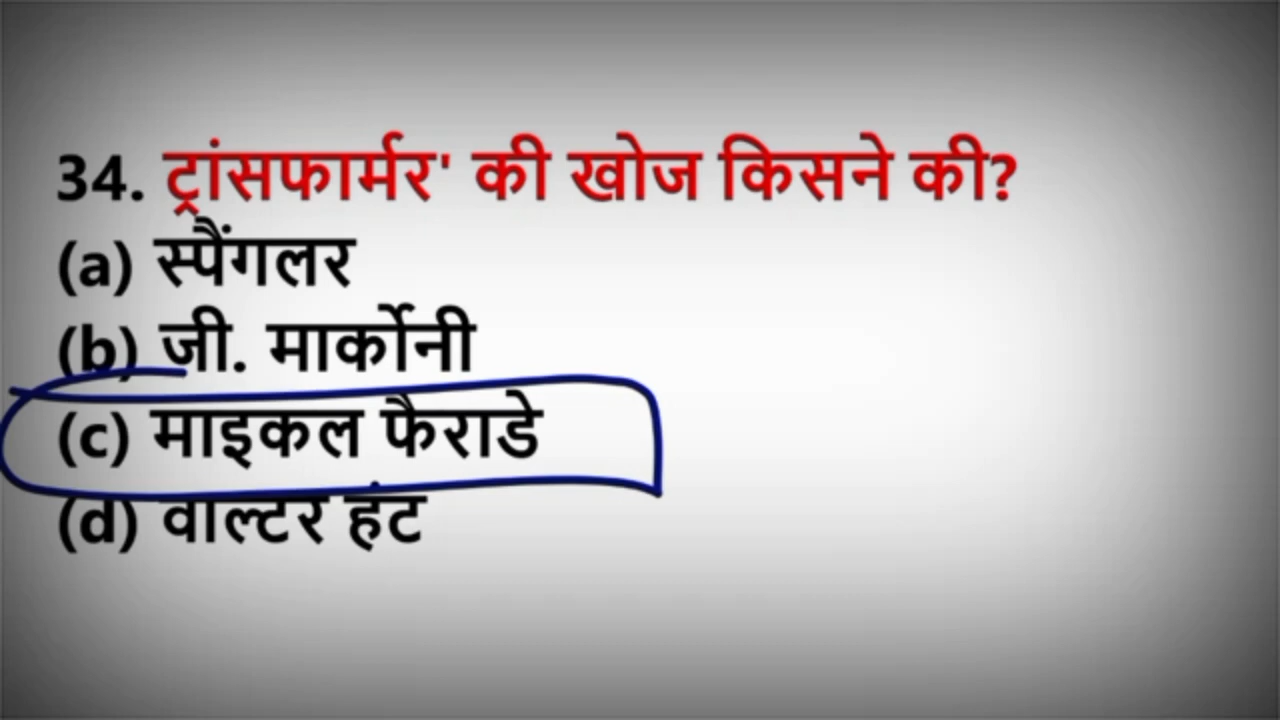 34. ट्रांसफार्मर' की खोज किसने की?
(a) स्पैंगलर
(b) जी. मार्कोनी
(c) माइकल फैराडे
(d) वाल्टर हंट